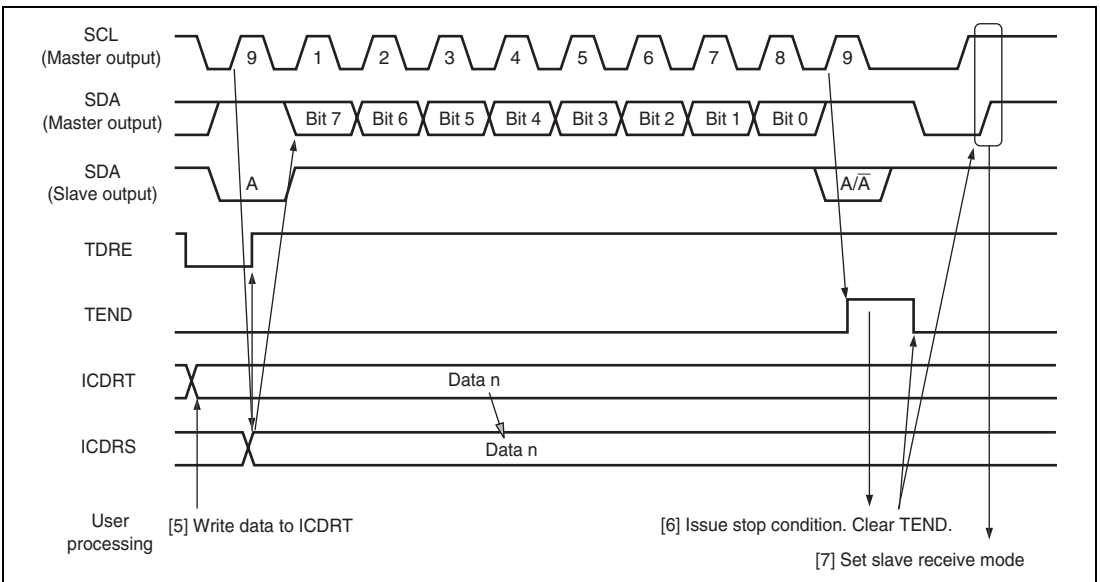 SCL
(Master output)
9 1 2 3 4 5 6 7 8 9
SDA
(Master output)
Bit 7 Bit 6 Bit 5 Bit 4 Bit 3 Bit 2 Bit 1 Bit 0
SDA
(Slave output)
A A/A̅
TDRE
TEND
ICDRT
Data n
ICDRS
Data n
User
processing
[5] Write data to ICDRT
[6] Issue stop condition. Clear TEND.
[7] Set slave receive mode